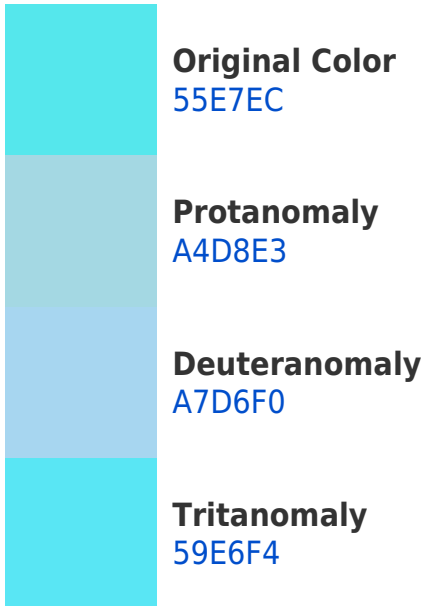 Original Color
55E7EC
Protanomaly
A4D8E3
Deuteranomaly
A7D6F0
Tritanomaly
59E6F4